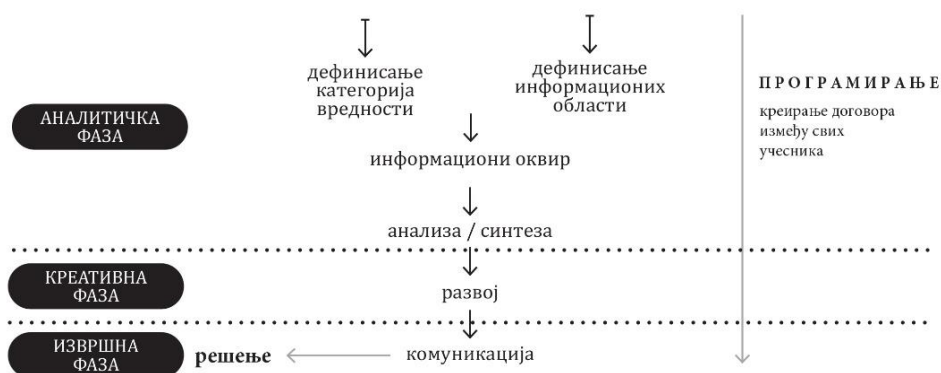 дефинисање
категорија
вредности
дефинисање
информационих
области
ПРОГРАМИРАЊЕ
креирање договора
између свих
учесника
АНАЛИТИЧКА
ФАЗА
информациони оквир
анализа / синтеза
КРЕАТИВНА
ФАЗА
развој
ИЗВРШНА
ФАЗА
решење
комуникација